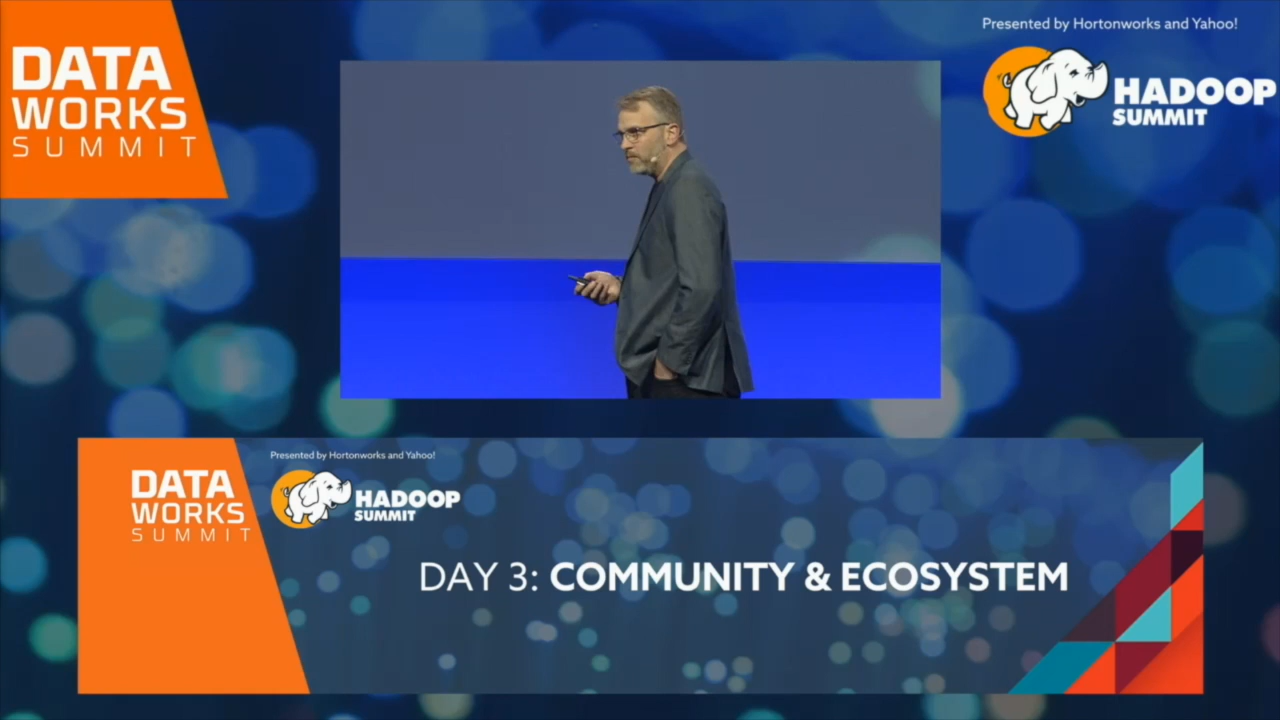 DATA
WORKS
SUMMIT
Presented by Hortonworks and Yahoo!
HADOOP
SUMMIT
DATA
WORKS
SUMMIT
Presented by Hortonworks and Yahoo!
HADOOP
SUMMIT
DAY 3: COMMUNITY & ECOSYSTEM